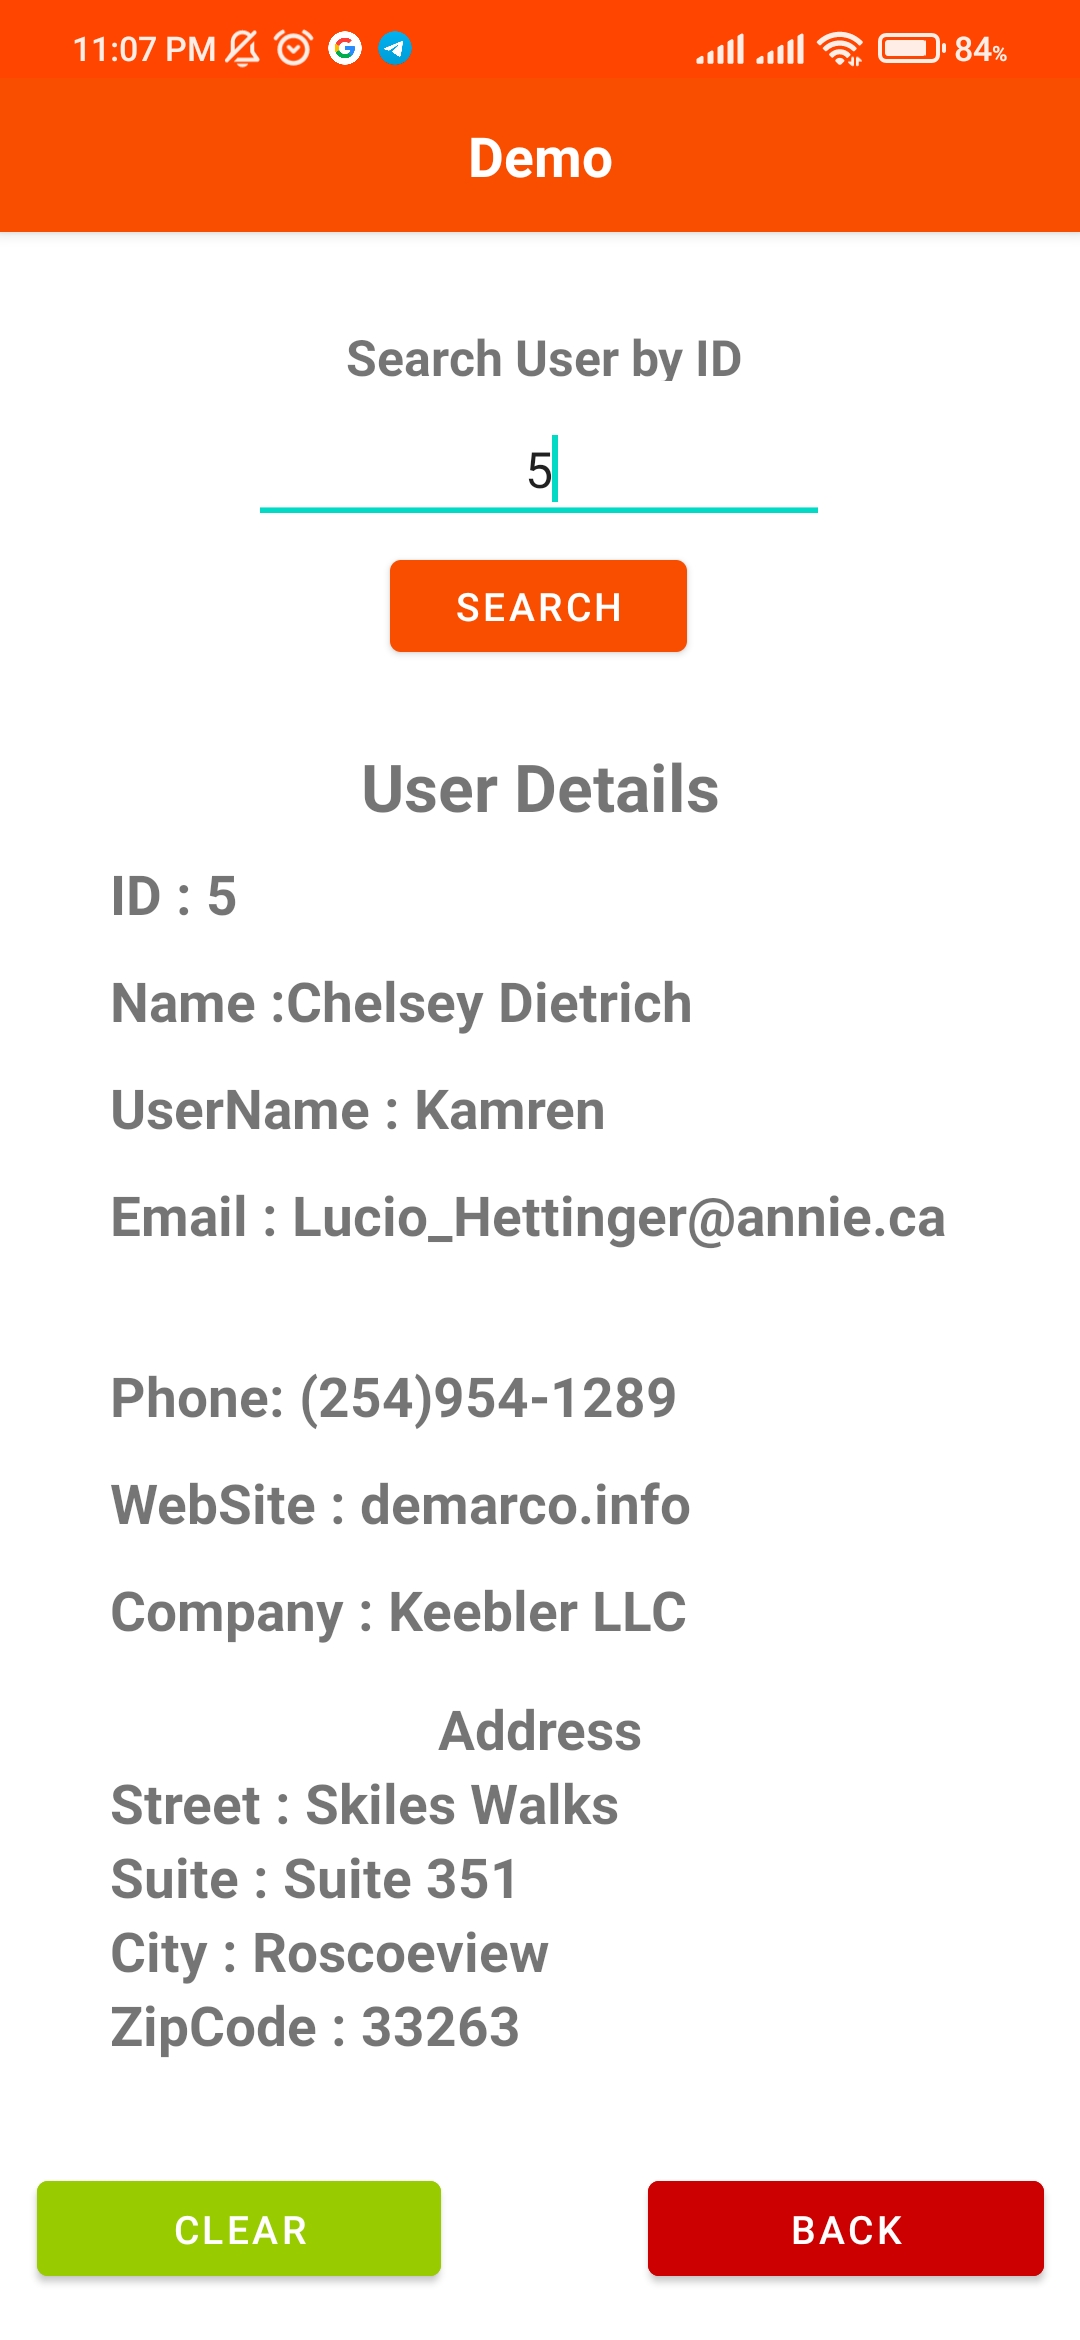 11:07 PM 84%
Demo
Search User by ID
5
SEARCH
User Details
ID : 5
Name :Chelsey Dietrich
UserName : Kamren
Email : Lucio_Hettinger@annie.ca
Phone: (254)954-1289
WebSite : demarco.info
Company : Keebler LLC
Address
Street : Skiles Walks
Suite : Suite 351
City : Roscoeview
ZipCode : 33263
CLEAR BACK